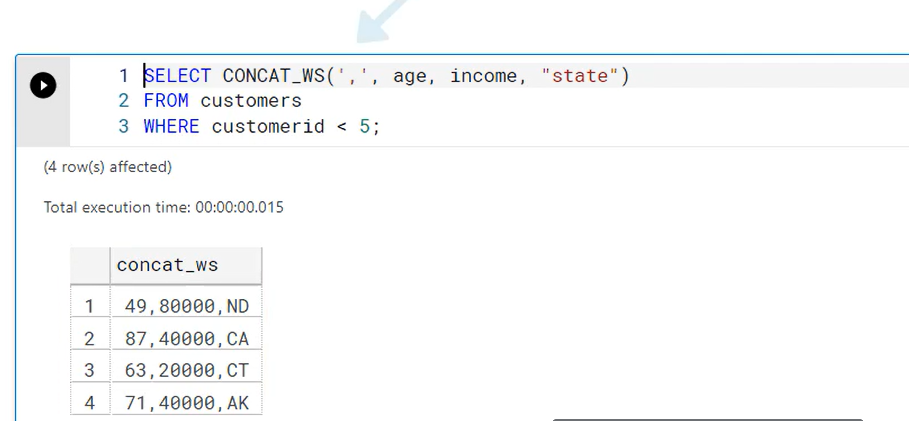 1 SELECT CONCAT_WS(',', age, income, "state")
2 FROM customers
3 WHERE customerid < 5;
(4 row(s) affected)
Total execution time: 00:00:00.015
concat_ws
1 49,80000,ND
2 87,40000,CA
3 63,20000,CT
4 71,40000,AK